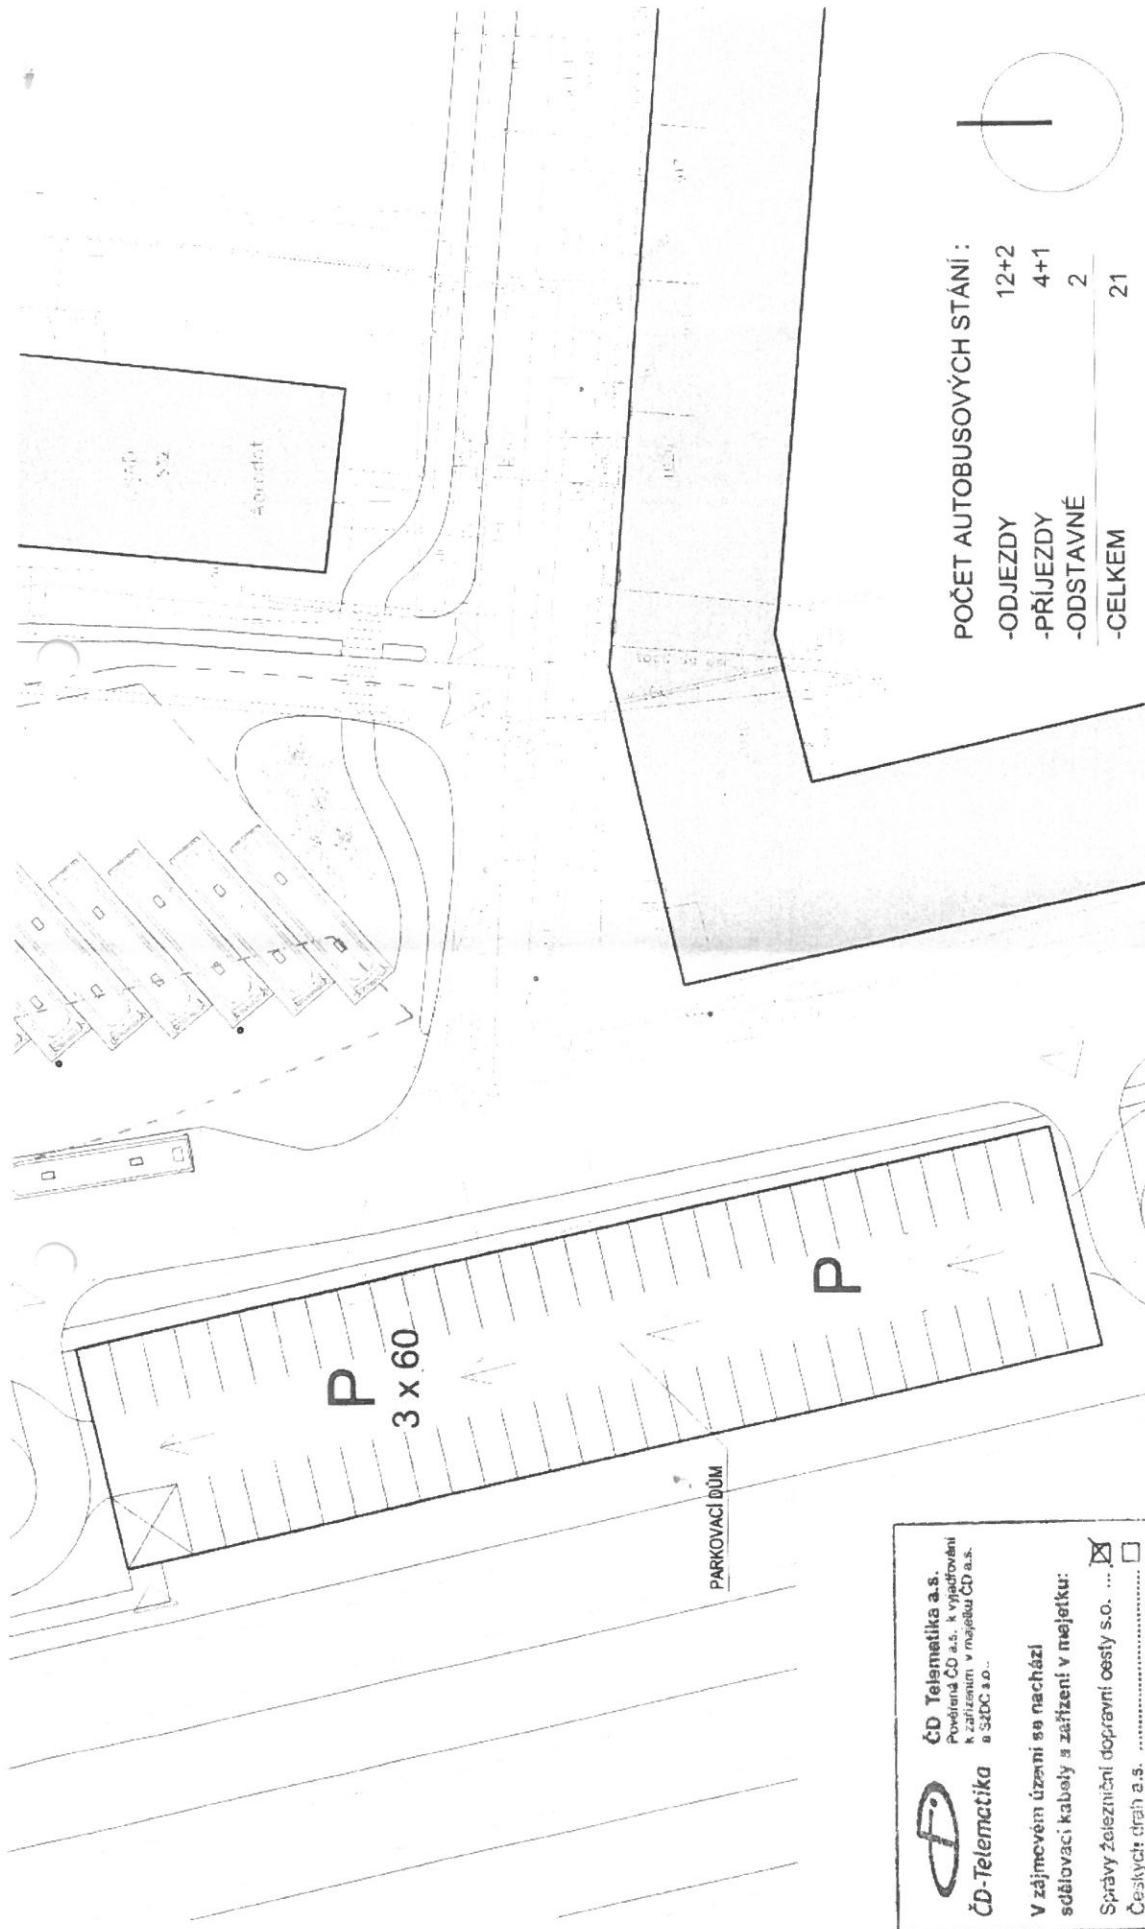 POČET AUTOBUSOVÝCH STÁNÍ :
-ODJEZDY 12+2
-PŘÍJEZDY 4+1
-ODSTAVNÉ 2
-CELKEM 21
P
3 x 60
P
PARKOVACÍ DŮM
ČD-Telematika
ČD Telematika a.s.
Pověřená ČD a.s. k vyjadřování
k zařízením v majetku ČD a.s.
a SŽDC s.o..
V zájmovém území se nachází
sdělovací kabely a zařízení v majetku:
Správy železniční dopravní cesty s.o. ...
Českých drah a.s. ........................